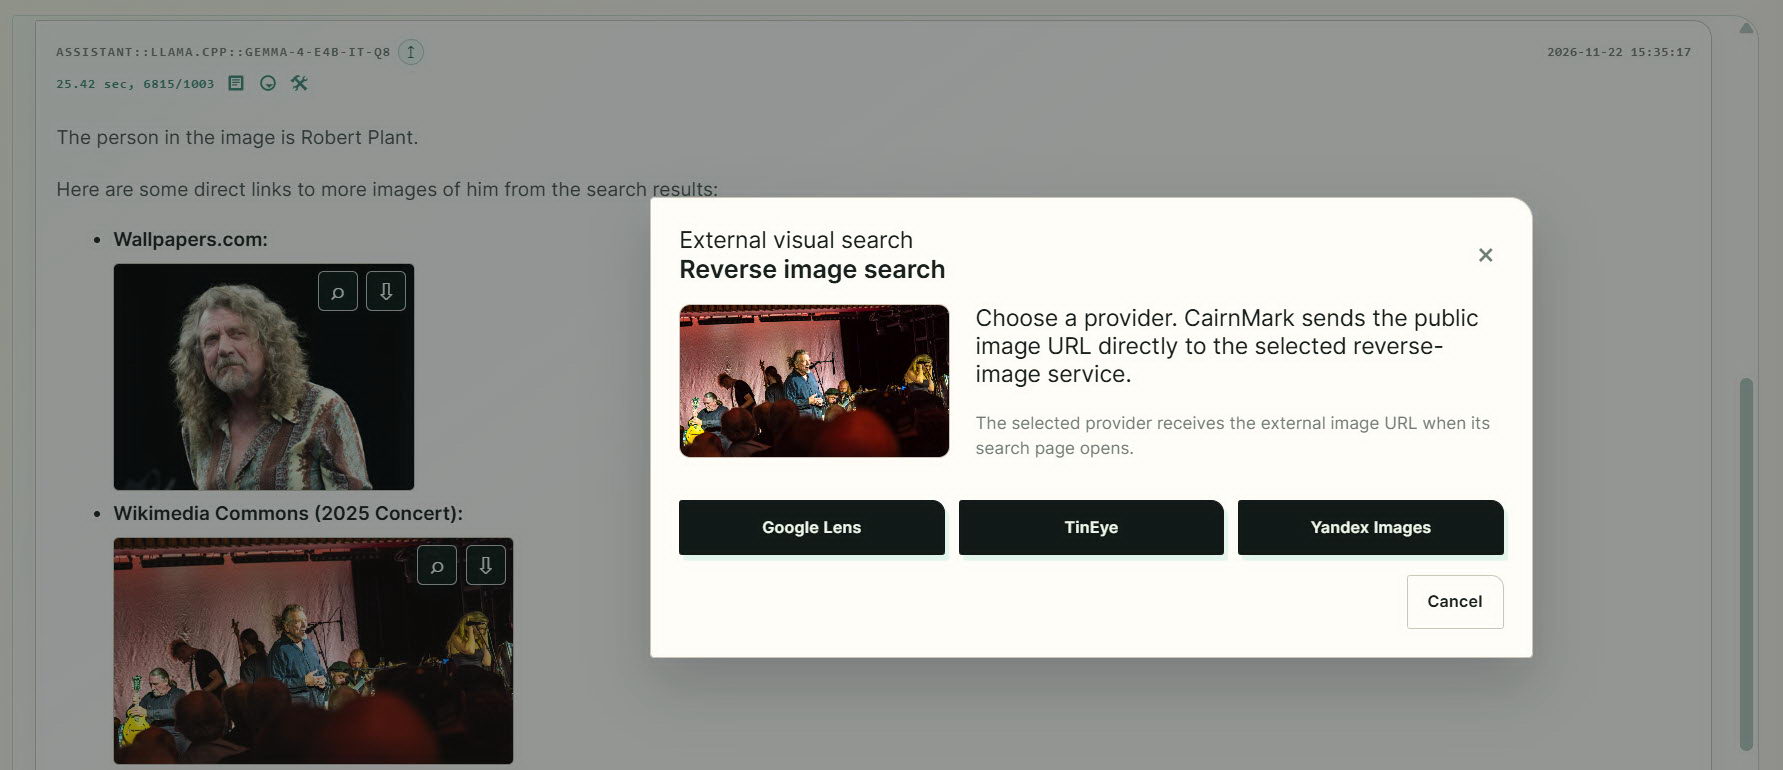 ASSISTANT::LLAMA.CPP::GEMMA-4-E4B-IT-Q8
2026-11-22 15:35:17
25.42 sec, 6815/1003
The person in the image is Robert Plant.
Here are some direct links to more images of him from the search results:
Wallpapers.com:
Wikimedia Commons (2025 Concert):
External visual search
Reverse image search
Choose a provider. CairnMark sends the public
image URL directly to the selected reverse-
image service.
The selected provider receives the external image URL when its
search page opens.
Google Lens
TinEye
Yandex Images
Cancel